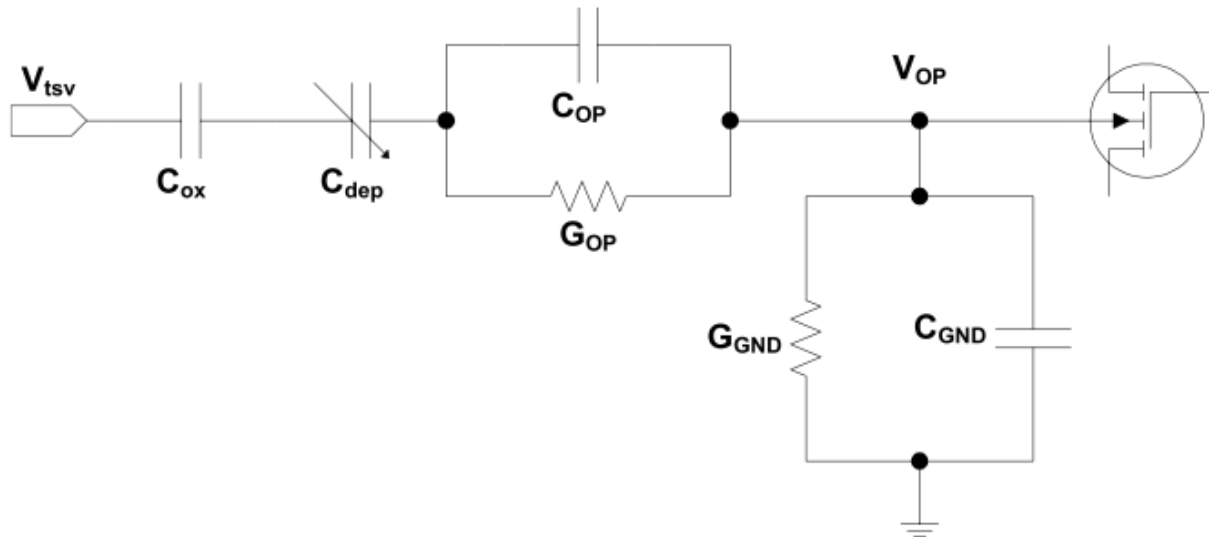 V_tsv
C_ox
C_dep
C_OP
G_OP
V_OP
G_GND
C_GND